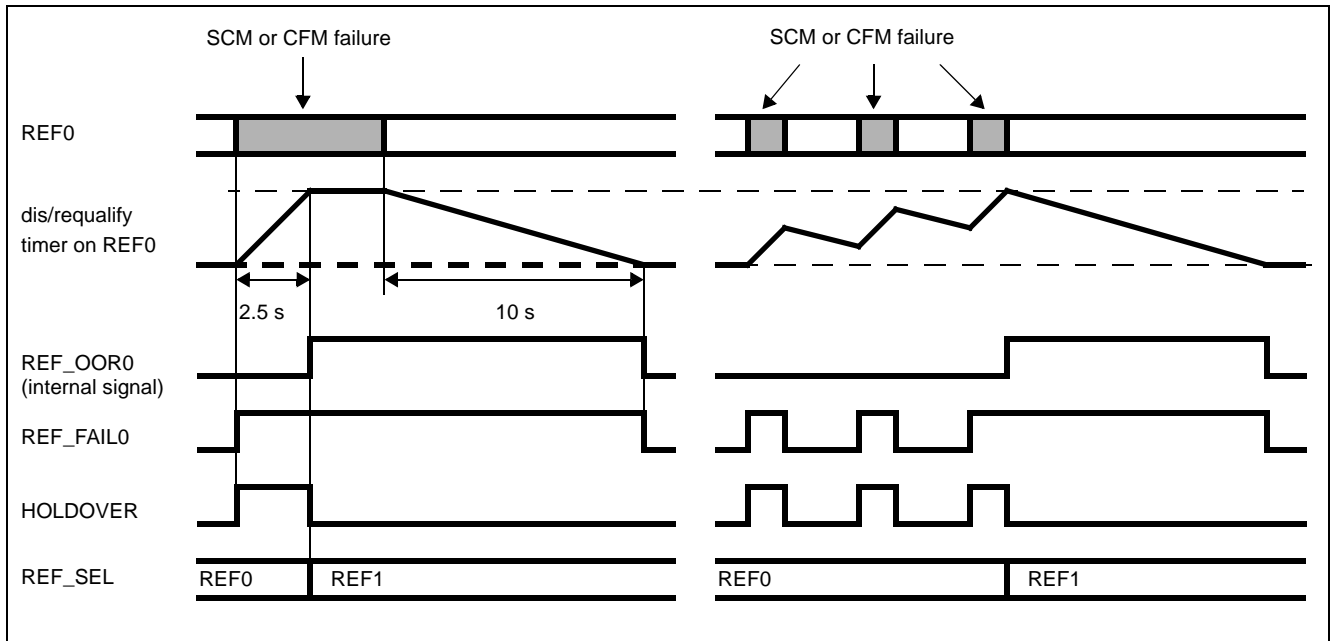 SCM or CFM failure
SCM or CFM failure
REF0
dis/requalify
timer on REF0
2.5 s
10 s
REF_OOR0
(internal signal)
REF_FAIL0
HOLDOVER
REF_SEL
REF0
REF1
REF0
REF1